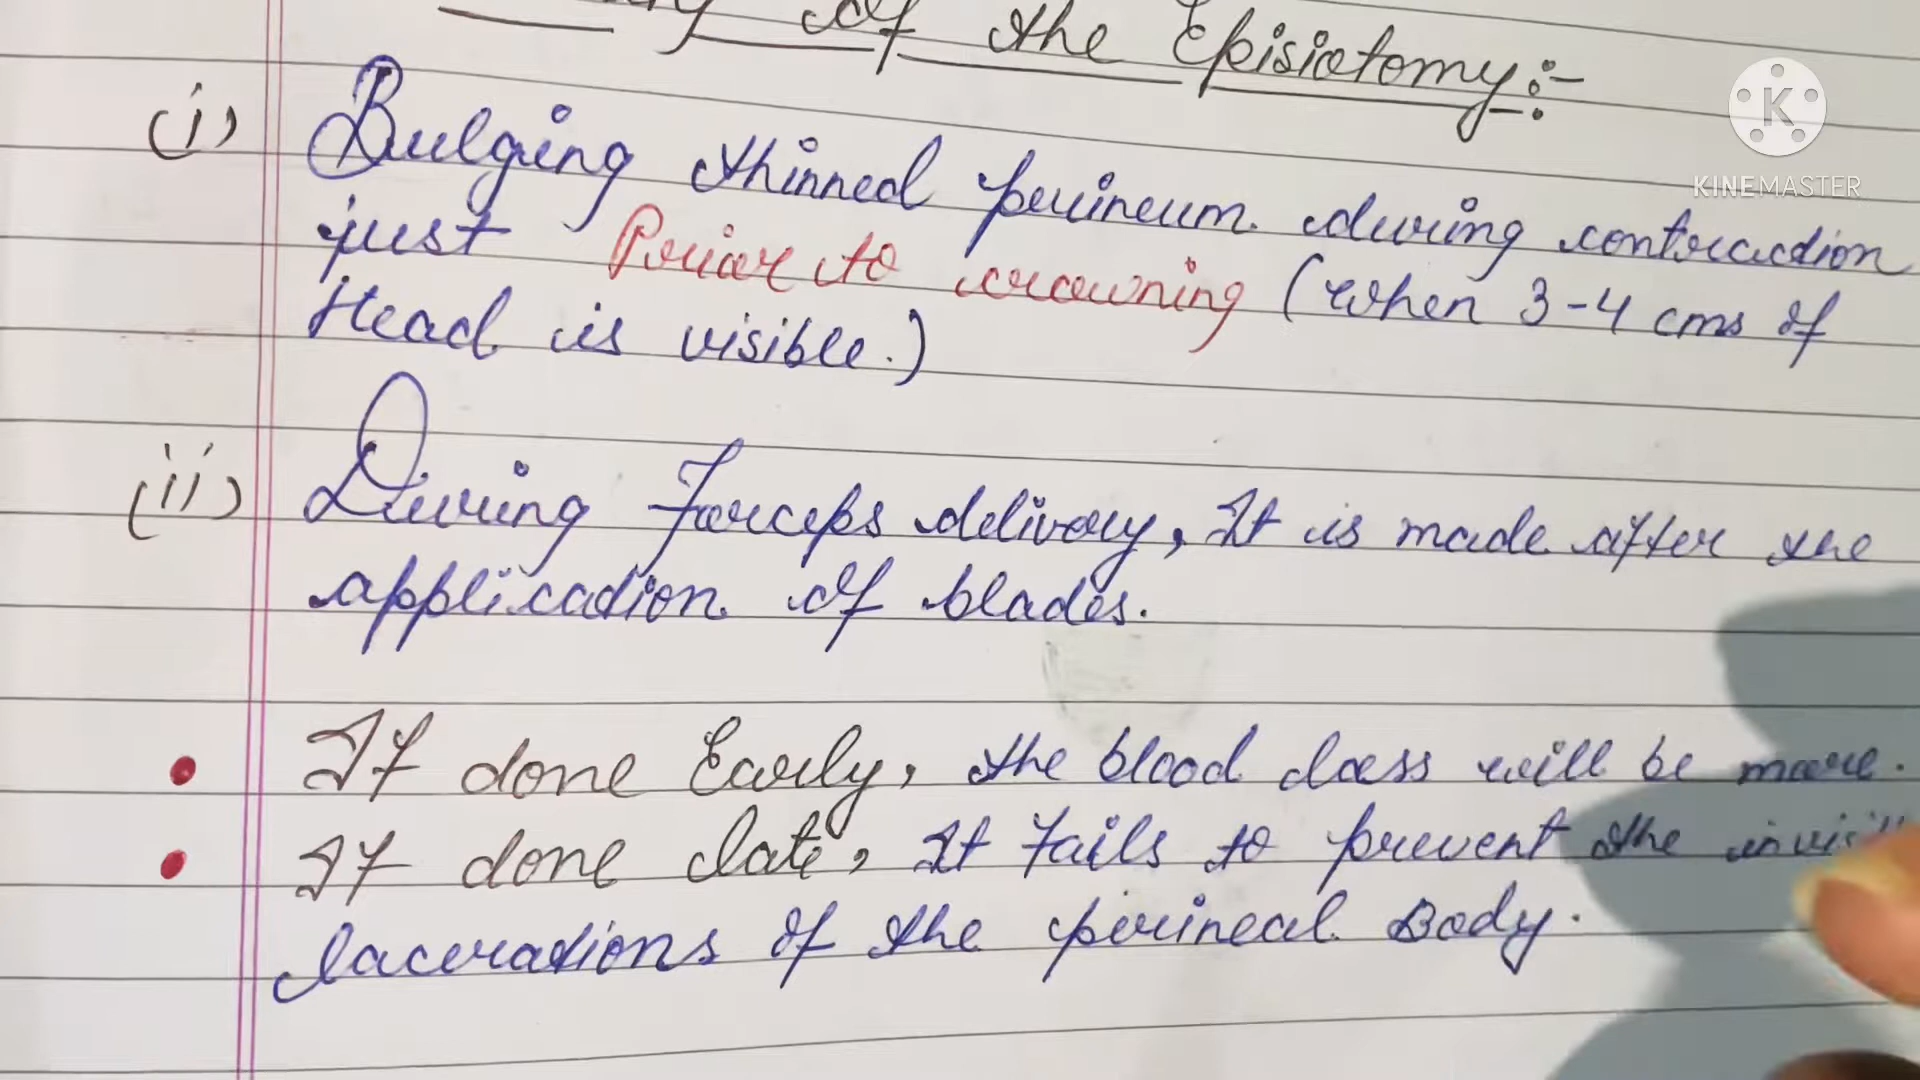 of the Episiotomy:-
K
KINEMASTER
(i) Bulging thinned perineum during contraction
just Prior to crowning (when 3-4 cms of
Head is visible.)
(ii) During Forceps delivery, It is made after the
application of blades.
• If done Early, the blood loss will be more.
• If done late, It fails to prevent the
lacerations of the perineal Body.